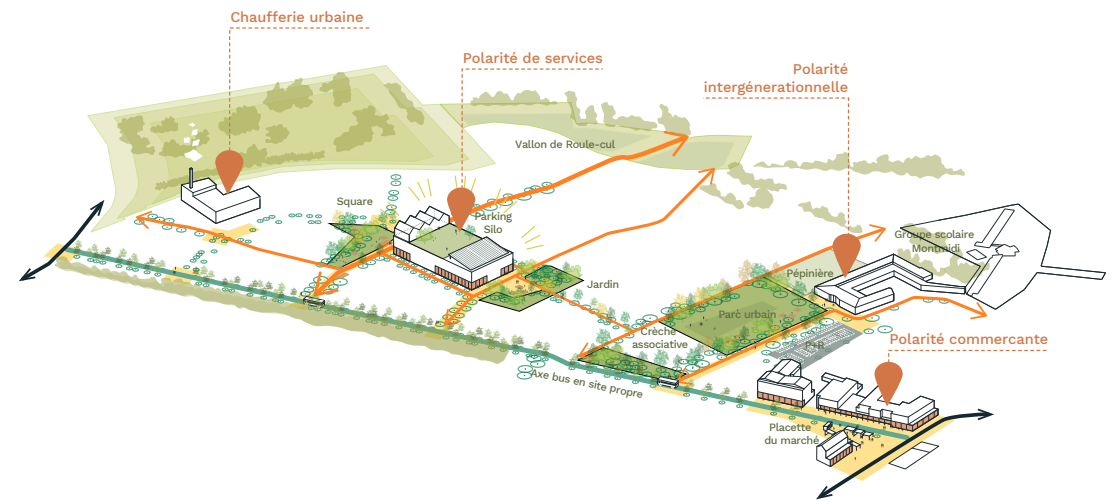 Chaufferie urbaine
Polarité de services
Polarité
intergénerationnelle
Vallon de Roule-cul
Square
Parking
Silo
Groupe scolaire
Montmidi
Pépinière
Jardin
Parc urbain
Crèche
associative
P+R
Polarité commercante
Axe bus en site propre
Placette
du marché